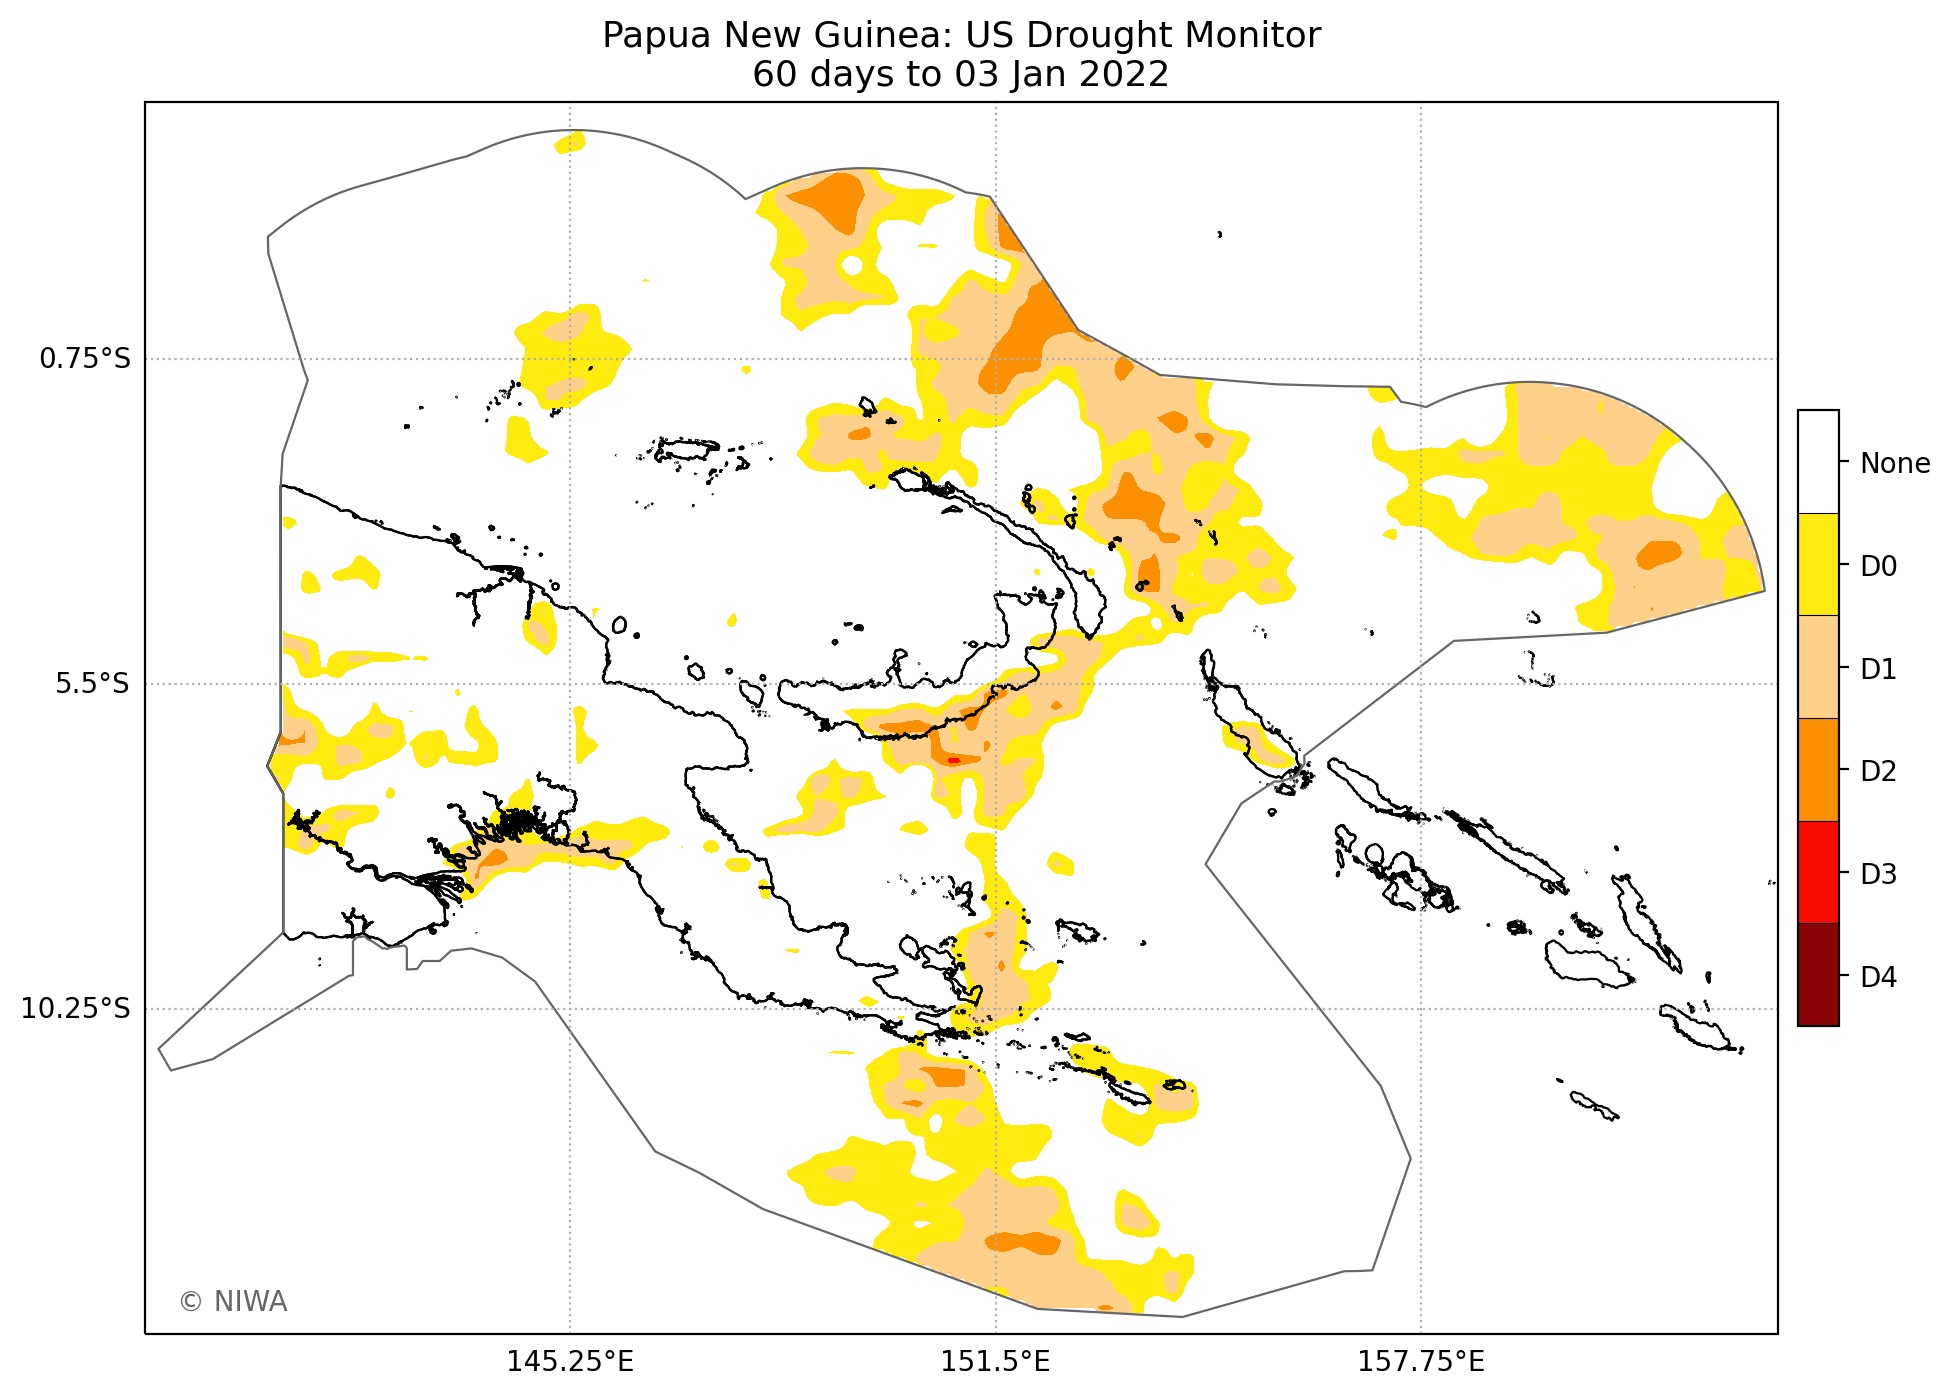 Papua New Guinea: US Drought Monitor
60 days to 03 Jan 2022
0.75°S
5.5°S
10.25°S
145.25°E
151.5°E
157.75°E
None
D0
D1
D2
D3
D4
© NIWA